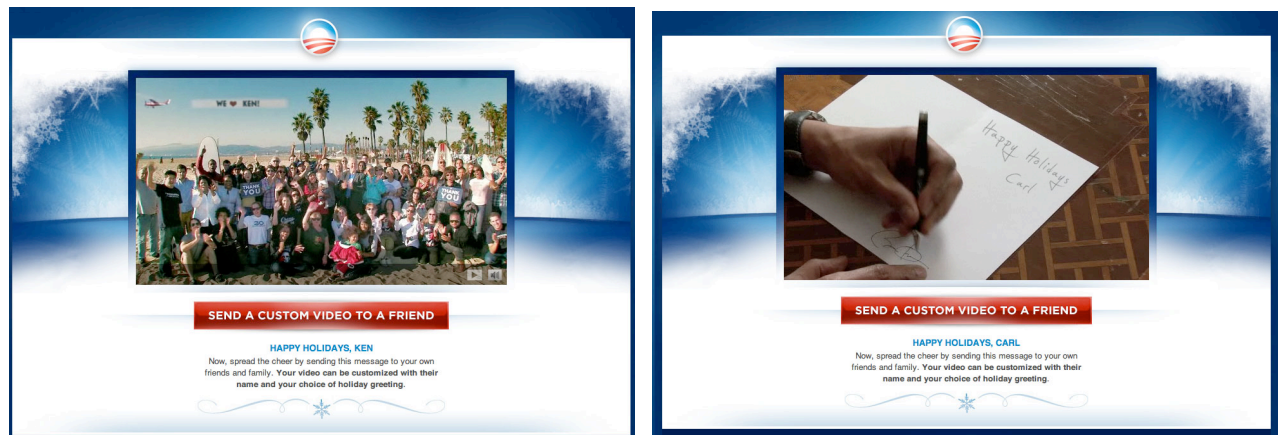 WE ❤ KEN!
THANK
YOU
THANK
YOU
SEND A CUSTOM VIDEO TO A FRIEND
HAPPY HOLIDAYS, KEN
Now, spread the cheer by sending this message to your own
friends and family. Your video can be customized with their
name and your choice of holiday greeting.
Happy Holidays
Carl
SEND A CUSTOM VIDEO TO A FRIEND
HAPPY HOLIDAYS, CARL
Now, spread the cheer by sending this message to your own
friends and family. Your video can be customized with their
name and your choice of holiday greeting.